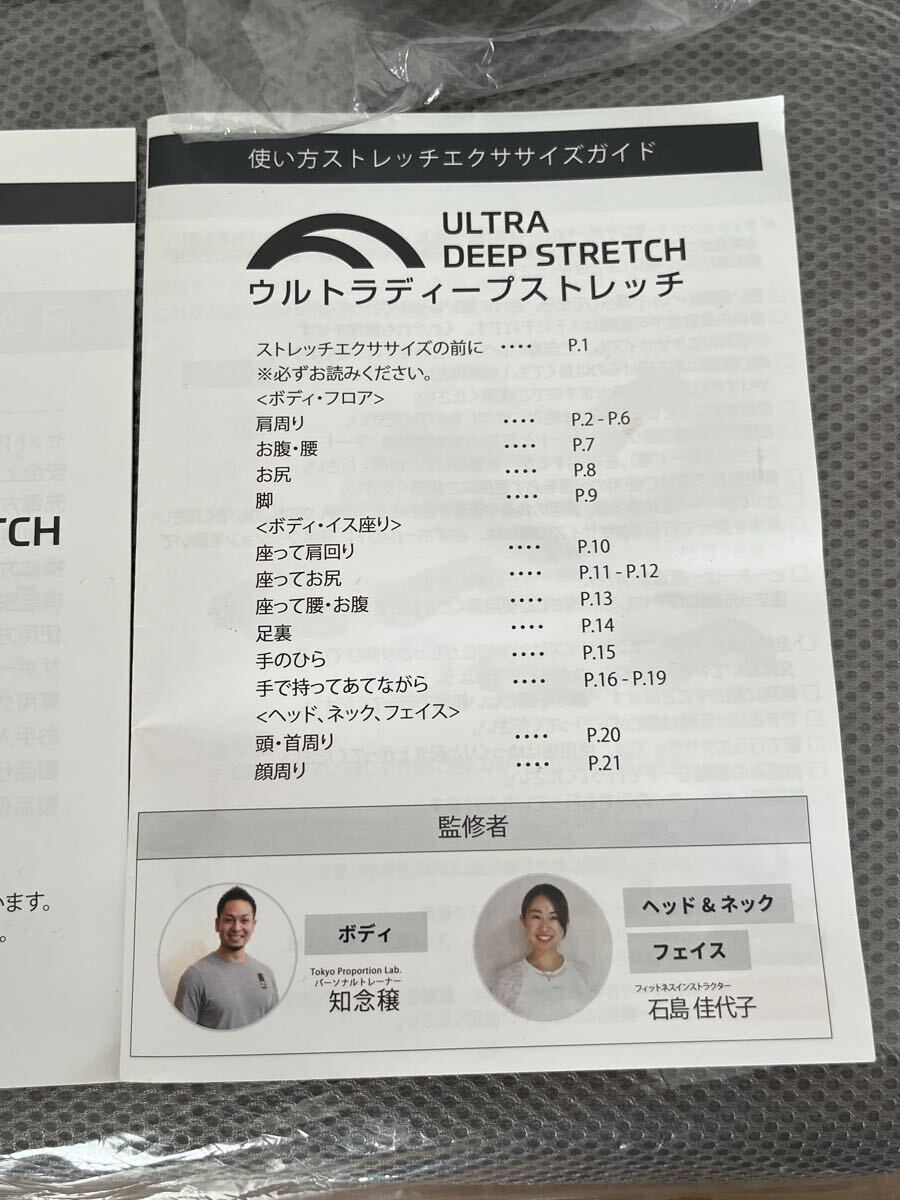 使い方ストレッチエクササイズガイド
ULTRA
DEEP STRETCH
ウルトラディープストレッチ
ストレッチエクササイズの前に ···· P.1
※必ずお読みください。
<ボディ・フロア>
肩周り ···· P.2 - P.6
お腹・腰 ···· P.7
お尻 ···· P.8
脚 ···· P.9
<ボディ・イス座り>
座って肩回り ···· P.10
座ってお尻 ···· P.11 - P.12
座って腰・お腹 ···· P.13
足裏 ···· P.14
手のひら ···· P.15
手で持ってあてながら ···· P.16 - P.19
<ヘッド、ネック、フェイス>
頭・首周り ···· P.20
顔周り ···· P.21
監修者
ボディ
Tokyo Proportion Lab.
パーソナルトレーナー
知念穣
ヘッド & ネック
フェイス
フィットネスインストラクター
石島 佳代子
TCH
います。
。